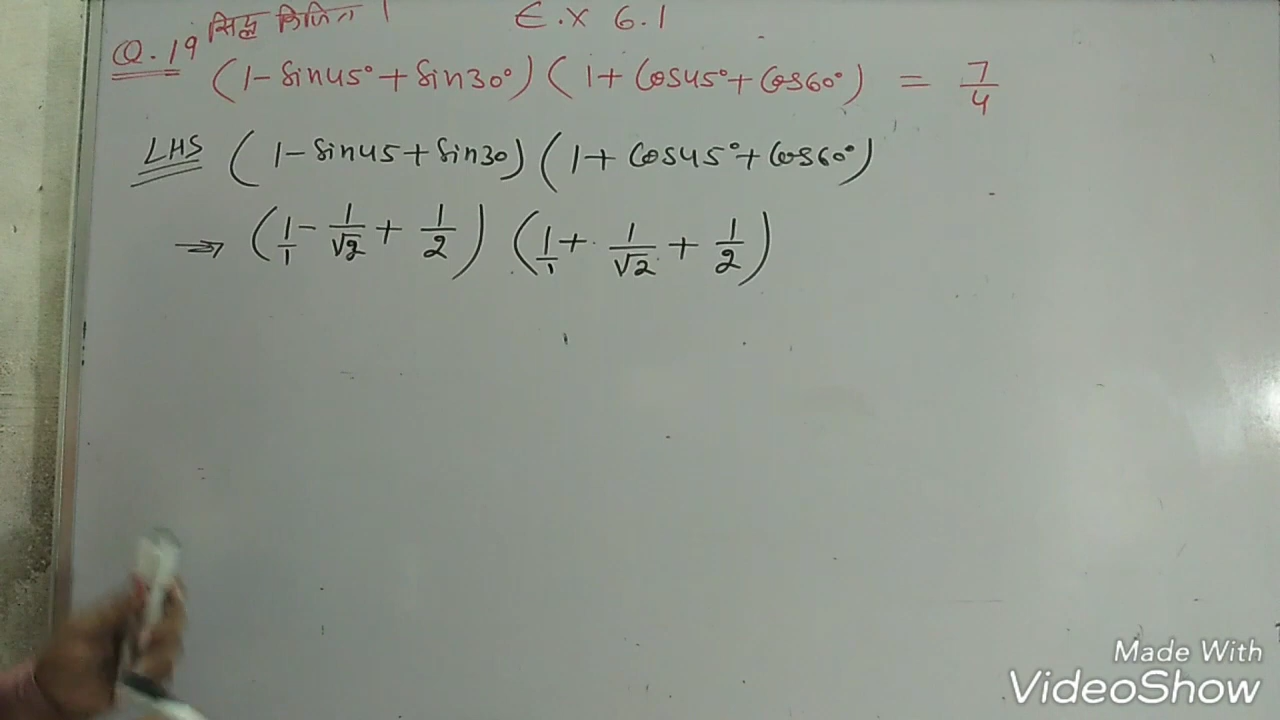 Q.19 सिद्ध किजिए। E.x 6.1
(1 - Sin45° + Sin30°) (1 + Cos45° + Cos60°) = 7/4
LHS (1 - Sin45 + Sin30) (1 + Cos45° + Cos60°)
⇒ (1/1 - 1/√2 + 1/2) (1/1 + 1/√2 + 1/2)
Made With
VideoShow